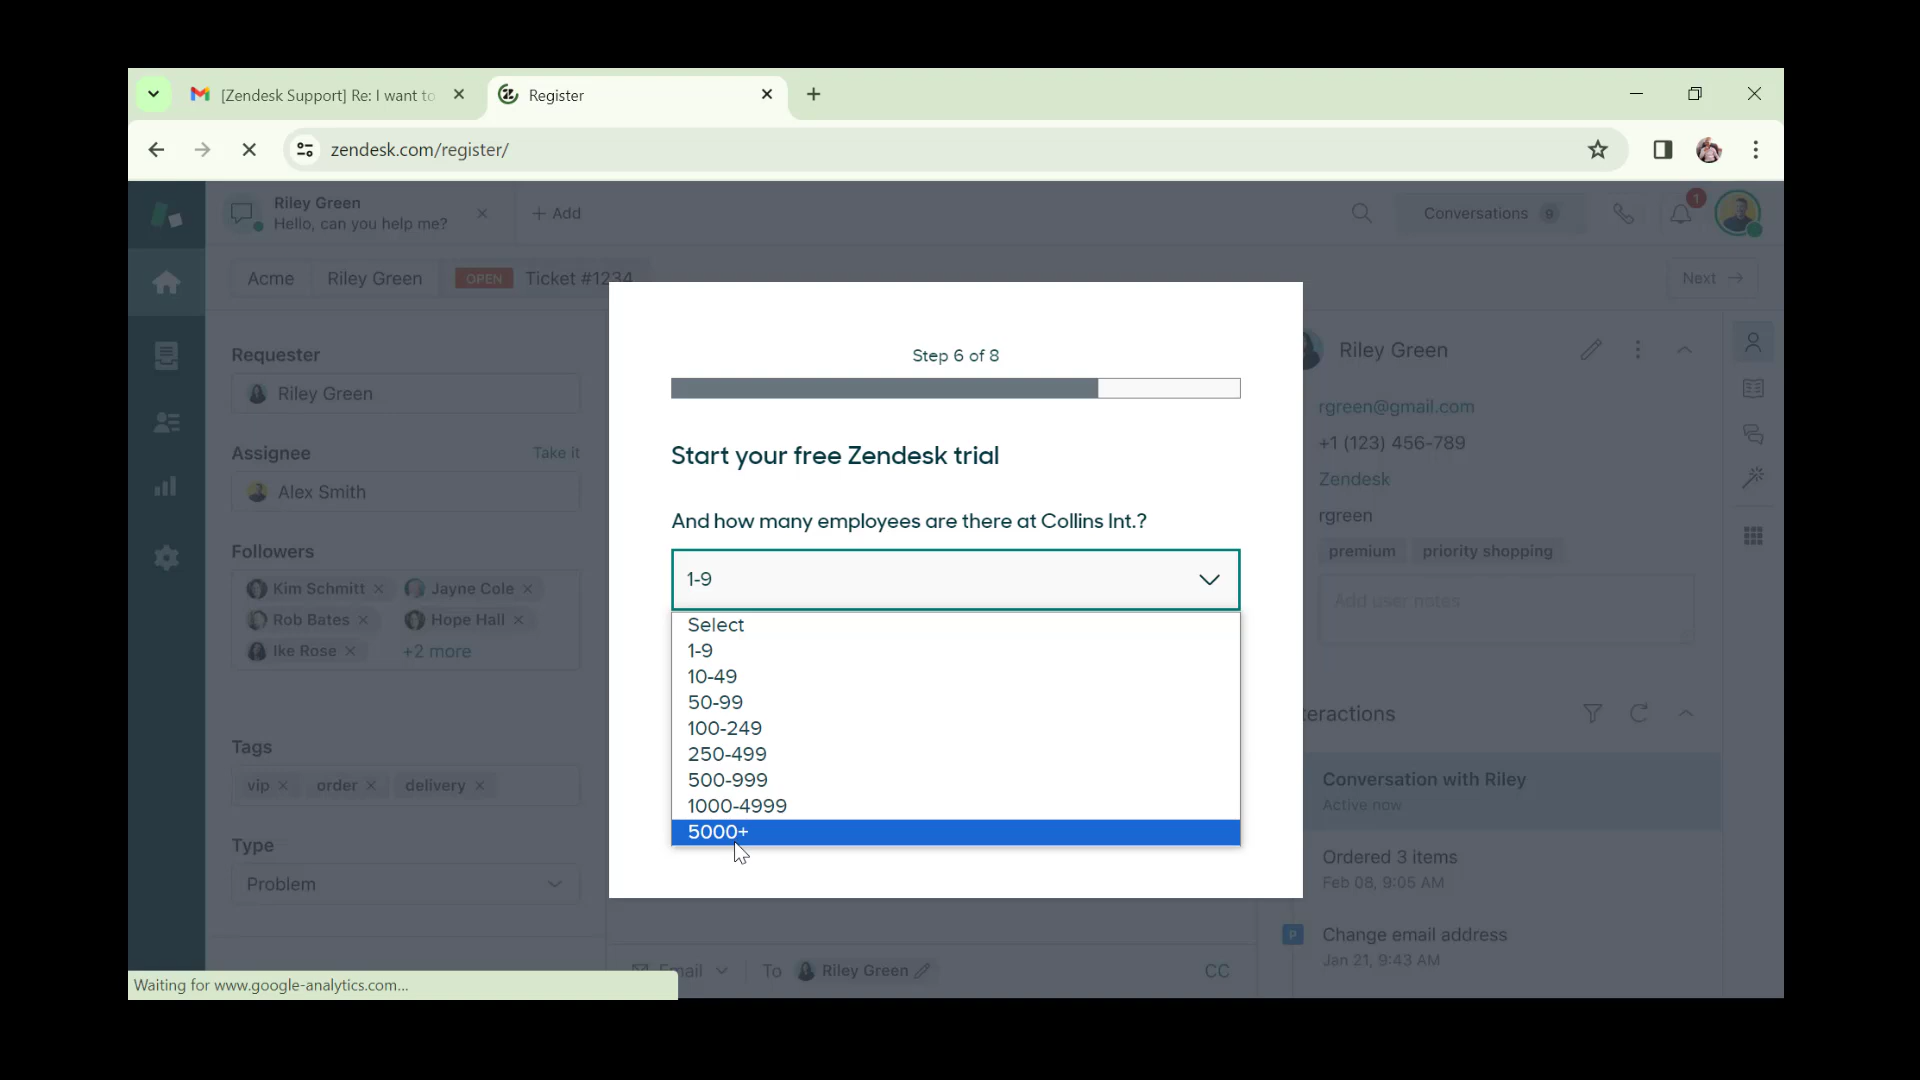 [Zendesk Support] Re: I want to
Register
zendesk.com/register/
Riley Green
Hello, can you help me?
+ Add
Conversations 9
1
Acme
Riley Green
OPEN Ticket #1234
Next →
Requester
Riley Green
Assignee
Take it
Alex Smith
Followers
Kim Schmitt
Jayne Cole
Rob Bates
Hope Hall
Ike Rose
+2 more
Tags
vip
order
delivery
Type
Problem
Step 6 of 8
Start your free Zendesk trial
And how many employees are there at Collins Int.?
1-9
Select
1-9
10-49
50-99
100-249
250-499
500-999
1000-4999
5000+
Email
To
Riley Green
CC
Riley Green
rgreen@gmail.com
+1 (123) 456-789
Zendesk
rgreen
premium
priority shopping
Add user notes
teractions
Conversation with Riley
Active now
Ordered 3 items
Feb 08, 9:05 AM
P
Change email address
Jan 21, 9:43 AM
Waiting for www.google-analytics.com...